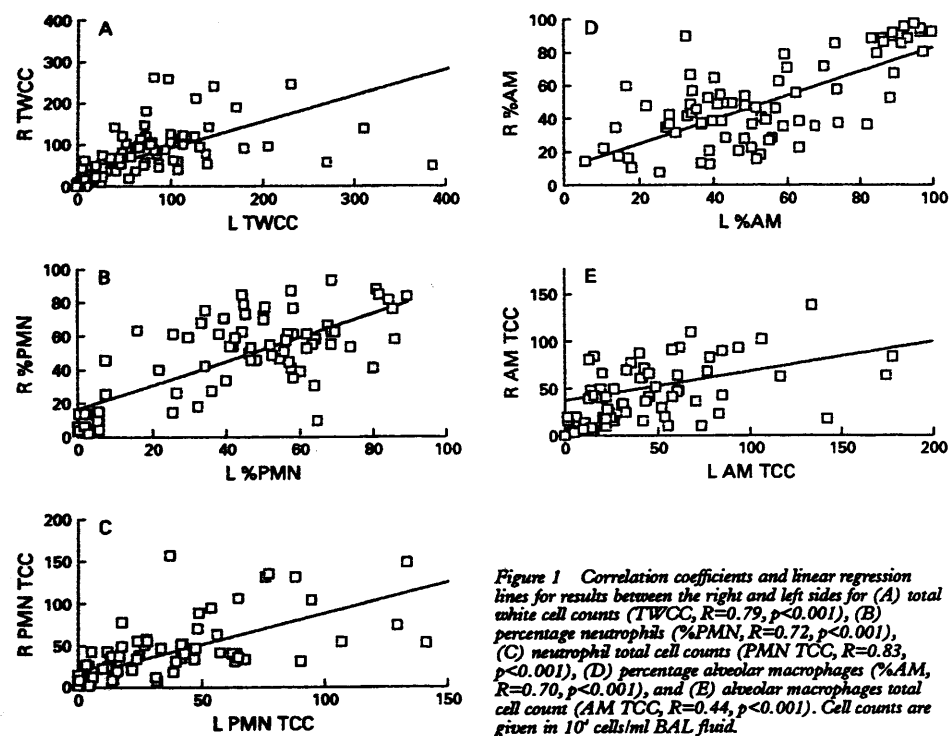 A
R TWCC
400
300
200
100
0
0 100 200 300 400
L TWCC
D
R %AM
100
80
60
40
20
0
0 20 40 60 80 100
L %AM
B
R %PMN
100
80
60
40
20
0
0 20 40 60 80 100
L %PMN
E
R AM TCC
150
100
50
0
0 50 100 150 200
L AM TCC
C
R PMN TCC
200
150
100
50
0
0 50 100 150
L PMN TCC
Figure 1 Correlation coefficients and linear regression
lines for results between the right and left sides for (A) total
white cell counts (TWCC, R=0.79, p<0.001), (B)
percentage neutrophils (%PMN, R=0.72, p<0.001),
(C) neutrophil total cell counts (PMN TCC, R=0.83,
p<0.001), (D) percentage alveolar macrophages (%AM,
R=0.70, p<0.001), and (E) alveolar macrophages total
cell count (AM TCC, R=0.44, p<0.001). Cell counts are
given in 10⁴ cells/ml BAL fluid.